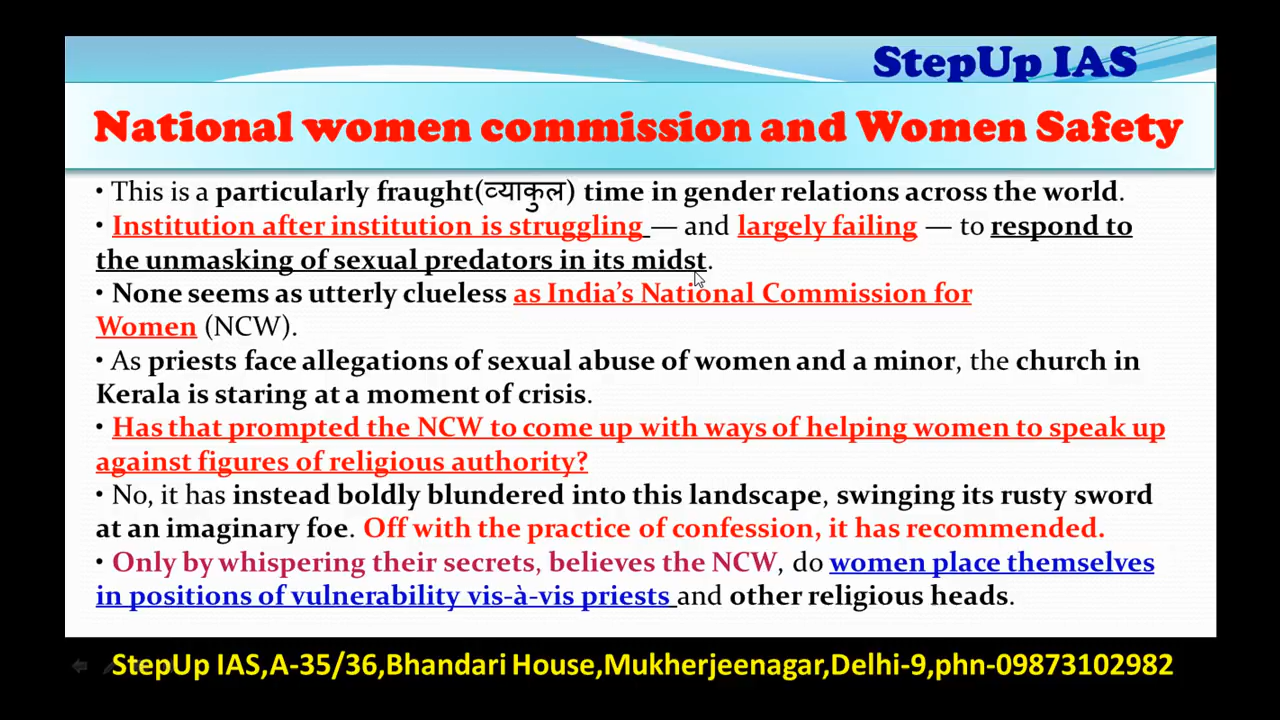 StepUp IAS
National women commission and Women Safety
• This is a particularly fraught(व्याकुल) time in gender relations across the world.
• Institution after institution is struggling — and largely failing — to respond to
the unmasking of sexual predators in its midst.
• None seems as utterly clueless as India’s National Commission for
Women (NCW).
• As priests face allegations of sexual abuse of women and a minor, the church in
Kerala is staring at a moment of crisis.
• Has that prompted the NCW to come up with ways of helping women to speak up
against figures of religious authority?
• No, it has instead boldly blundered into this landscape, swinging its rusty sword
at an imaginary foe. Off with the practice of confession, it has recommended.
• Only by whispering their secrets, believes the NCW, do women place themselves
in positions of vulnerability vis-à-vis priests and other religious heads.
StepUp IAS,A-35/36,Bhandari House,Mukherjeenagar,Delhi-9,phn-09873102982